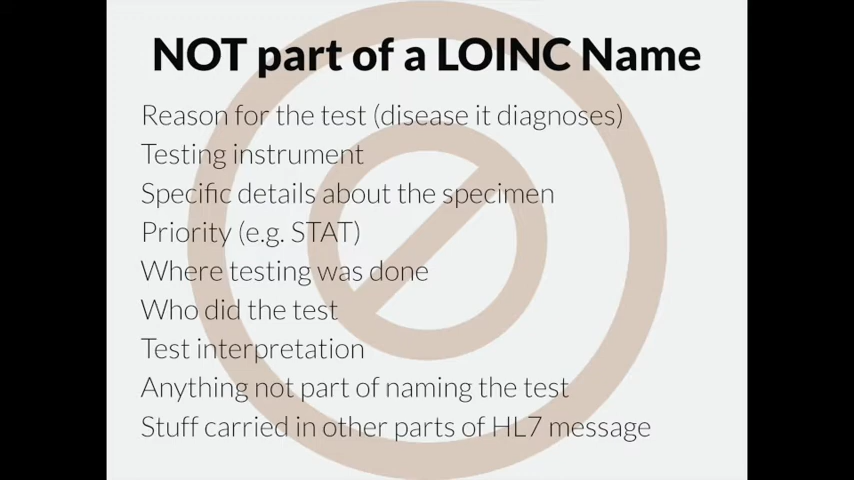 NOT part of a LOINC Name
Reason for the test (disease it diagnoses)
Testing instrument
Specific details about the specimen
Priority (e.g. STAT)
Where testing was done
Who did the test
Test interpretation
Anything not part of naming the test
Stuff carried in other parts of HL7 message